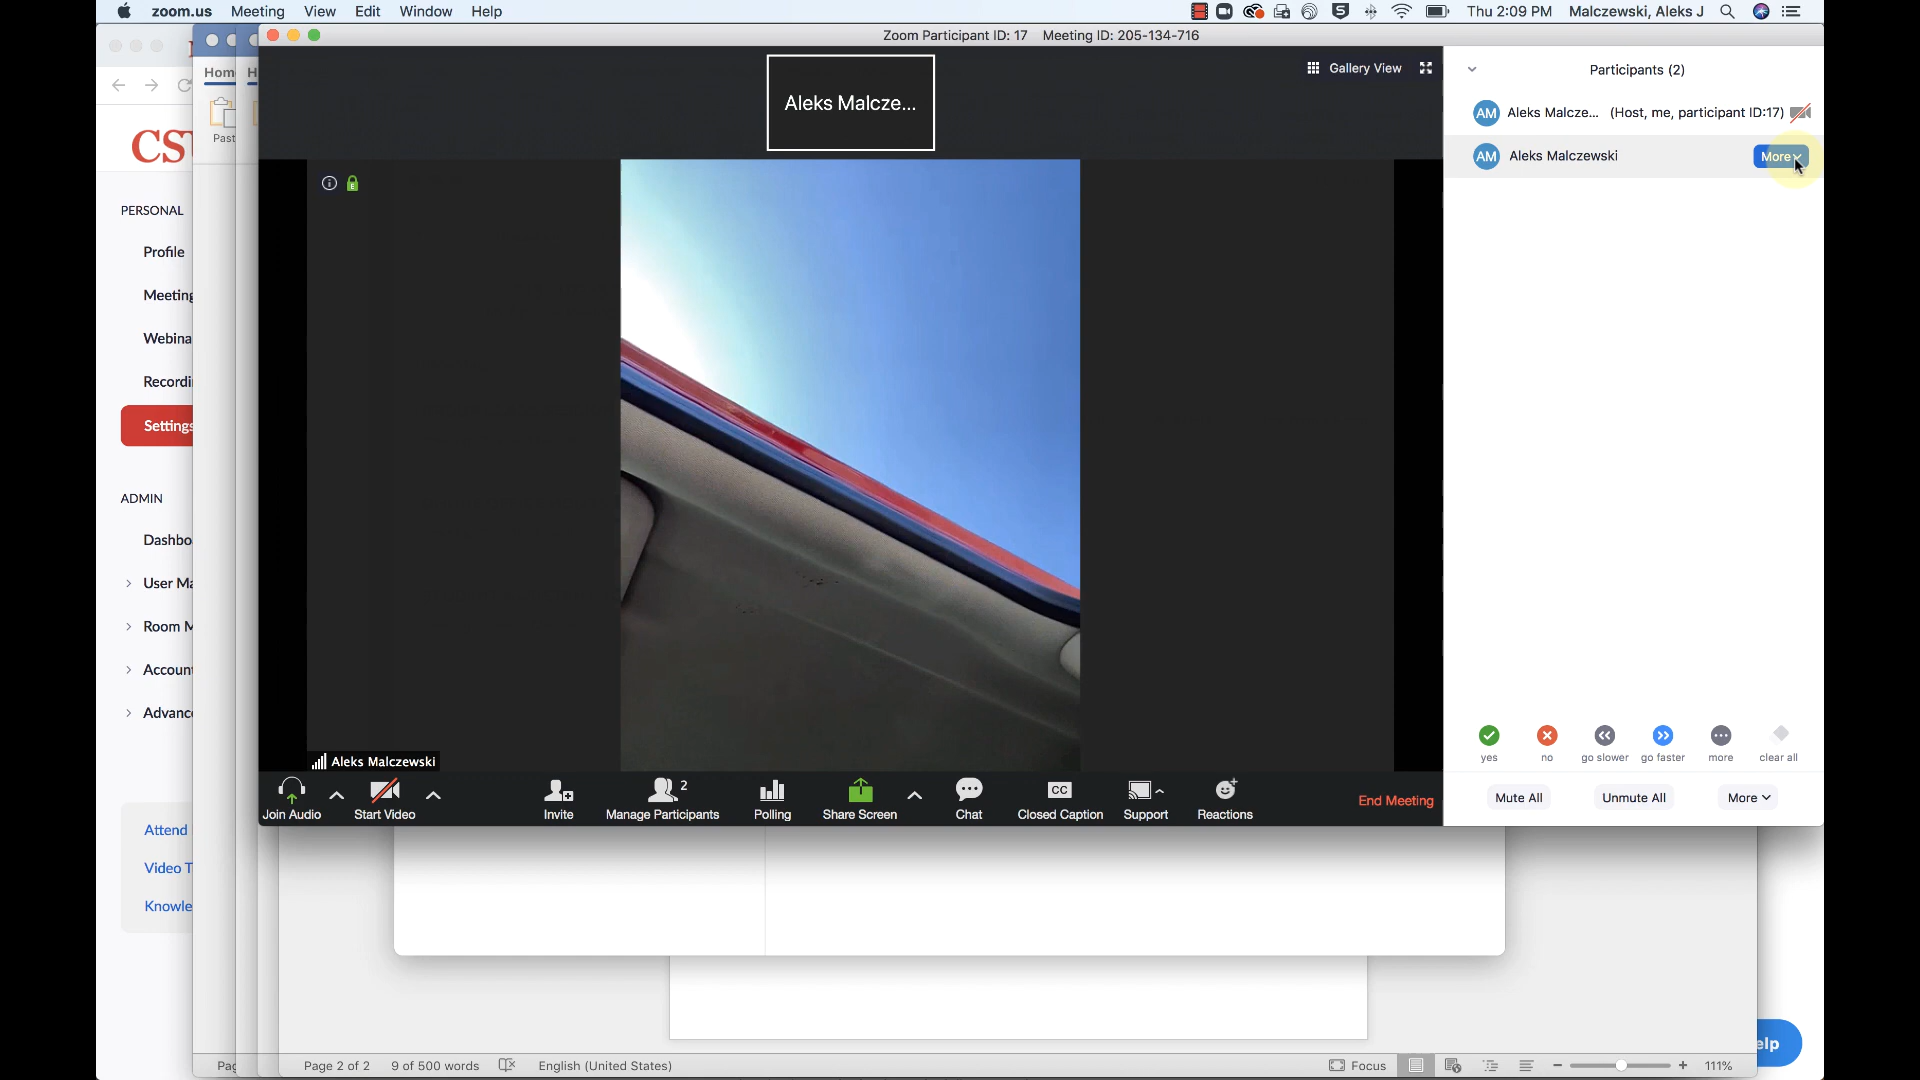 zoom.us Meeting View Edit Window Help
Thu 2:09 PM Malczewski, Aleks J
Zoom Participant ID: 17 Meeting ID: 205-134-716
Hom
H
Past
CSU
PERSONAL
Profile
Meeting
Webina
Recordi
Settings
ADMIN
Dashbo
User Ma
Room M
Account
Advanc
Attend
Video T
Knowle
Aleks Malcze...
Gallery View
Aleks Malczewski
Join Audio
Start Video
Invite
2
Manage Participants
Polling
Share Screen
Chat
CC
Closed Caption
Support
Reactions
End Meeting
Participants (2)
AM Aleks Malcze... (Host, me, participant ID:17)
AM Aleks Malczewski
More
yes
no
go slower
go faster
more
clear all
Mute All
Unmute All
More
elp
Pag
Page 2 of 2 9 of 500 words English (United States)
Focus
111%